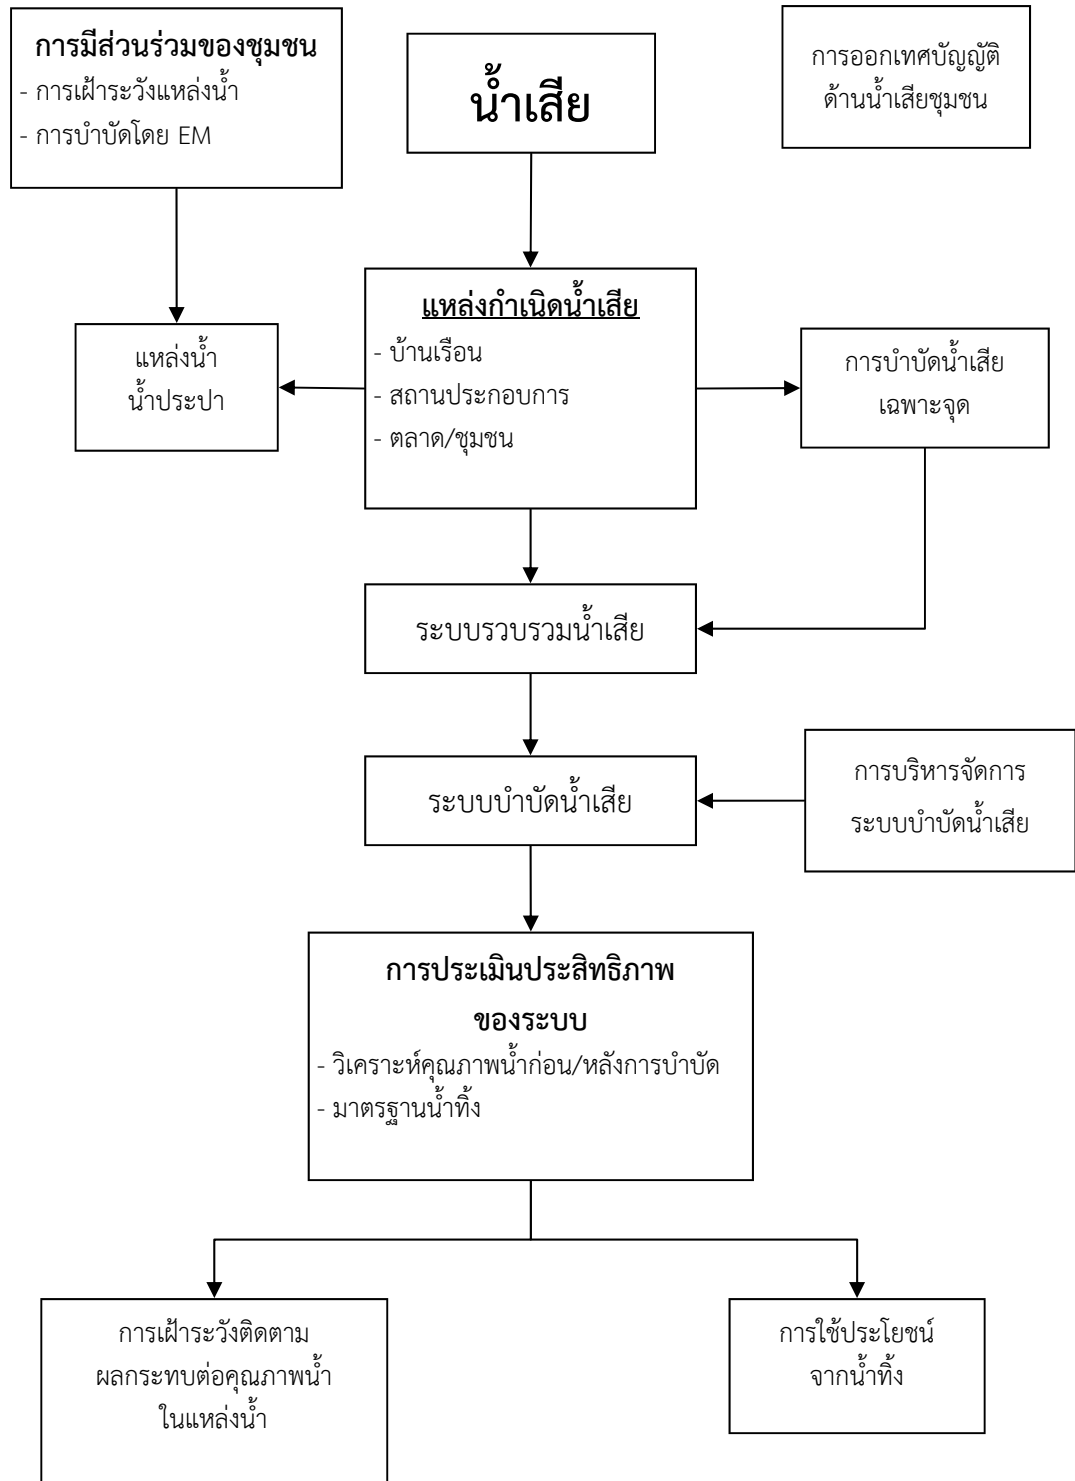 การมีส่วนร่วมของชุมชน
- การเฝ้าระวังแหล่งน้ำ
- การบำบัดโดย EM
น้ำเสีย
การออกเทศบัญญัติ
ด้านน้ำเสียชุมชน
แหล่งน้ำ
น้ำประปา
แหล่งกำเนิดน้ำเสีย
- บ้านเรือน
- สถานประกอบการ
- ตลาด/ชุมชน
การบำบัดน้ำเสีย
เฉพาะจุด
ระบบรวบรวมน้ำเสีย
ระบบบำบัดน้ำเสีย
การบริหารจัดการ
ระบบบำบัดน้ำเสีย
การประเมินประสิทธิภาพ
ของระบบ
- วิเคราะห์คุณภาพน้ำก่อน/หลังการบำบัด
- มาตรฐานน้ำทิ้ง
การเฝ้าระวังติดตาม
ผลกระทบต่อคุณภาพน้ำ
ในแหล่งน้ำ
การใช้ประโยชน์
จากน้ำทิ้ง